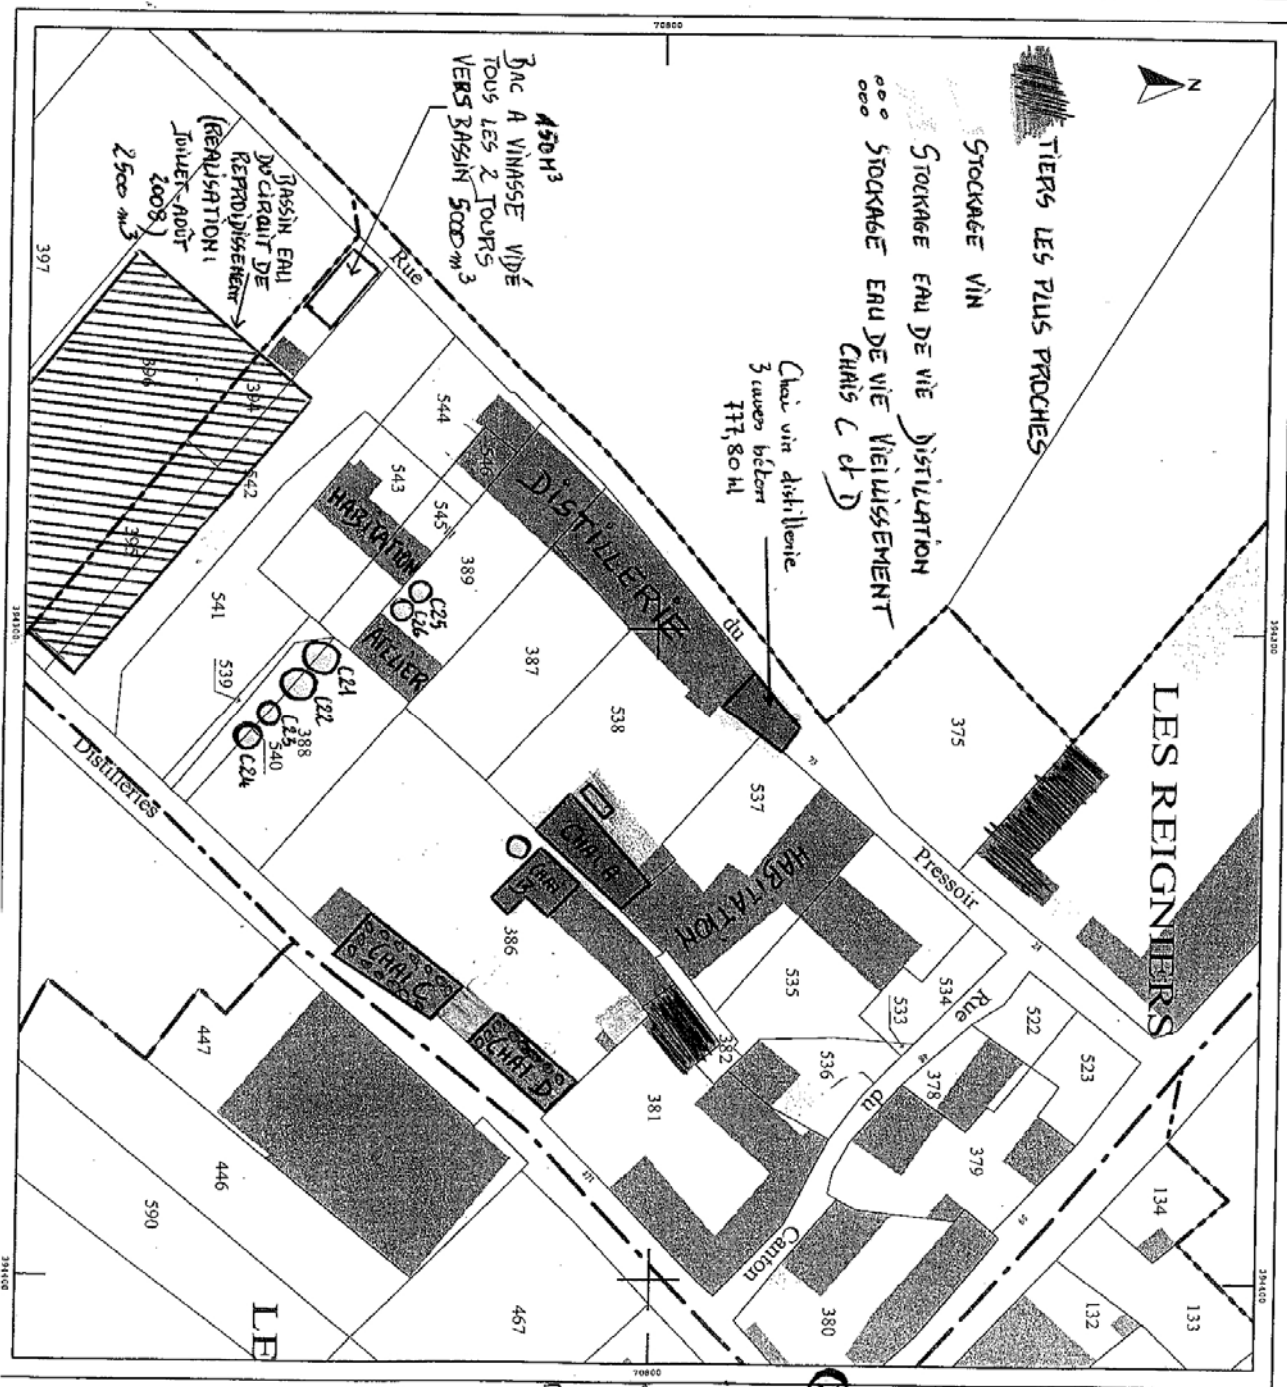 N
TIERS LES PLUS PROCHES
STOCKAGE VIN
STOCKAGE EAU DE VIE DISTILLATION
STOCKAGE EAU DE VIE VIEILLISSEMENT
CHAIS C et D
Chai vin distillerie
3 cuves béton
777,80 hl
450 M³
BAC A VINASSE VIDÉ
TOUS LES 2 JOURS
VERS BASSIN 5000 m³
BASSIN EAU
DU CIRCUIT DE
REFROIDISSEMENT
(RÉALISATION :
JUILLET-AOÛT
2008)
2500 m³
LES REIGNIERS
LE
Rue
du
Pressoir
Rue
du
Canton
Distilleries
DISTILLERIE
HABITATION
ATELIER
HABITATION
CHAI C
CHAI D
C25
C26
C21
C22
C23
C24
397
396
394
395
542
544
546
543
545
389
541
539
388
540
387
538
537
375
386
535
534
533
522
523
536
378
379
382
381
380
447
446
590
467
134
133
132
70800
70800
394300
394300
394400
394400